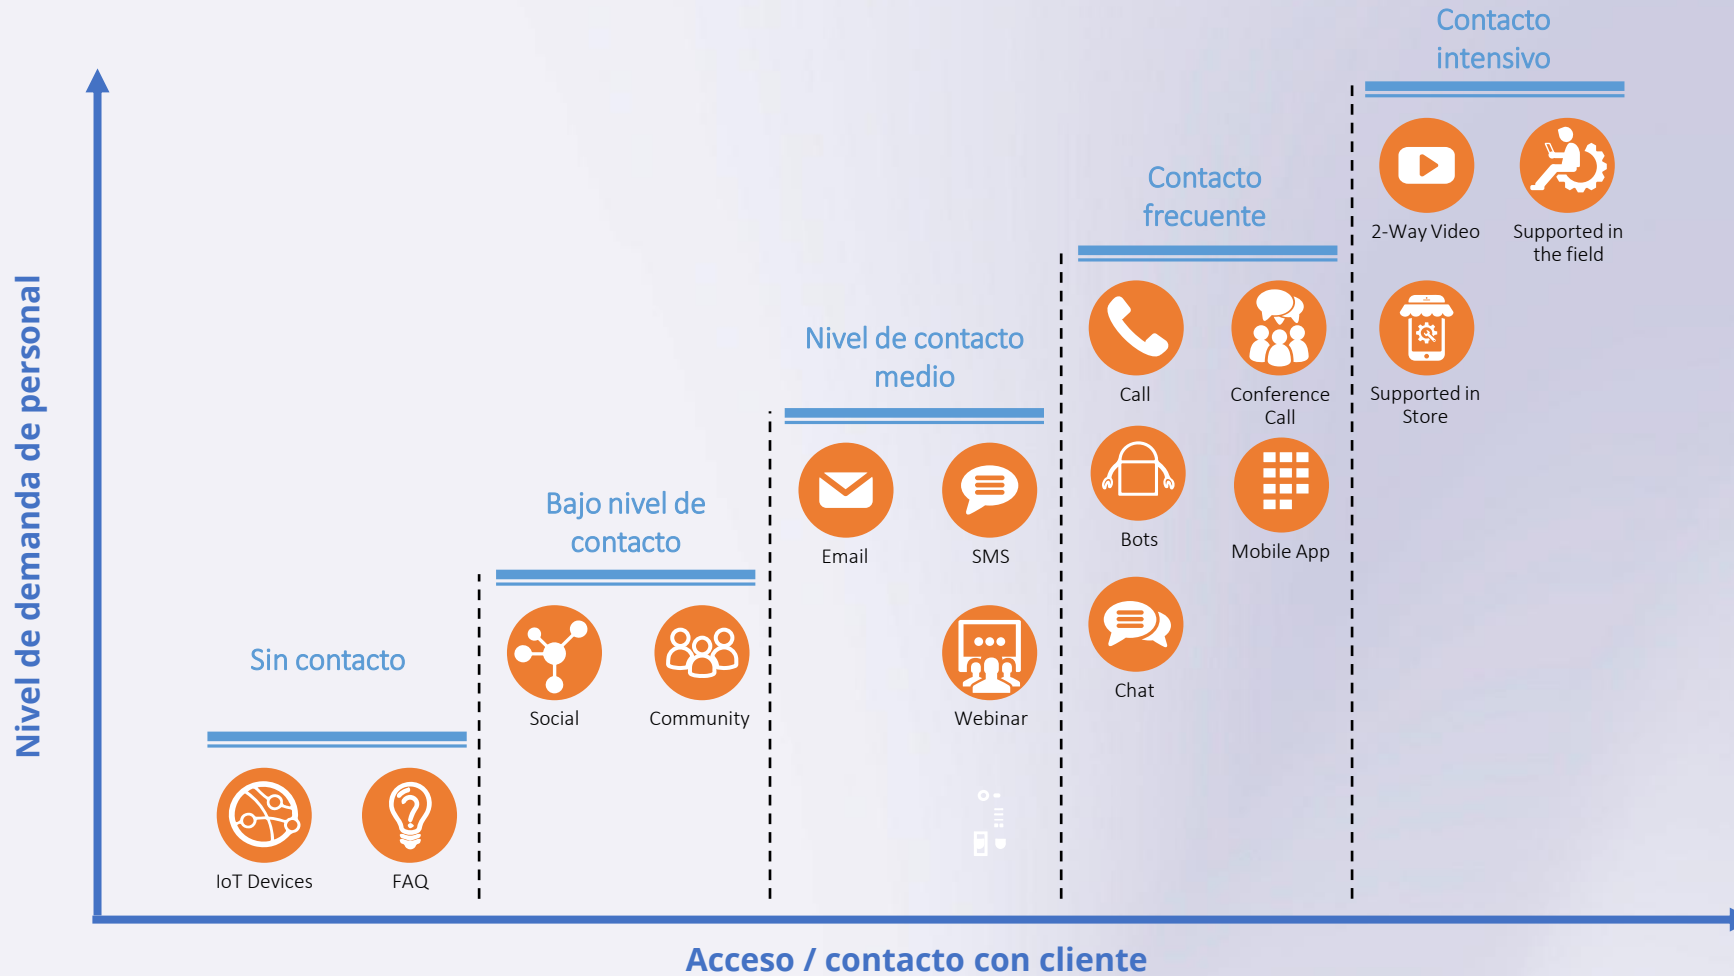 Contacto
intensivo
2-Way Video
Supported in
the field
Supported in
Store
Contacto
frecuente
Call
Conference
Call
Bots
Mobile App
Chat
Nivel de contacto
medio
Email
SMS
Webinar
Bajo nivel de
contacto
Social
Community
Sin contacto
IoT Devices
FAQ
Nivel de demanda de personal
Acceso / contacto con cliente